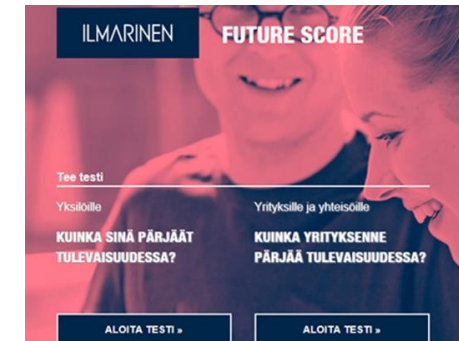 ILMARINEN
FUTURE SCORE
Tee testi
Yksilöille
KUINKA SINÄ PÄRJÄÄT
TULEVAISUUDESSA?
ALOITA TESTI »
Yrityksille ja yhteisöille
KUINKA YRITYKSENNE
PÄRJÄÄ TULEVAISUUDESSA?
ALOITA TESTI »